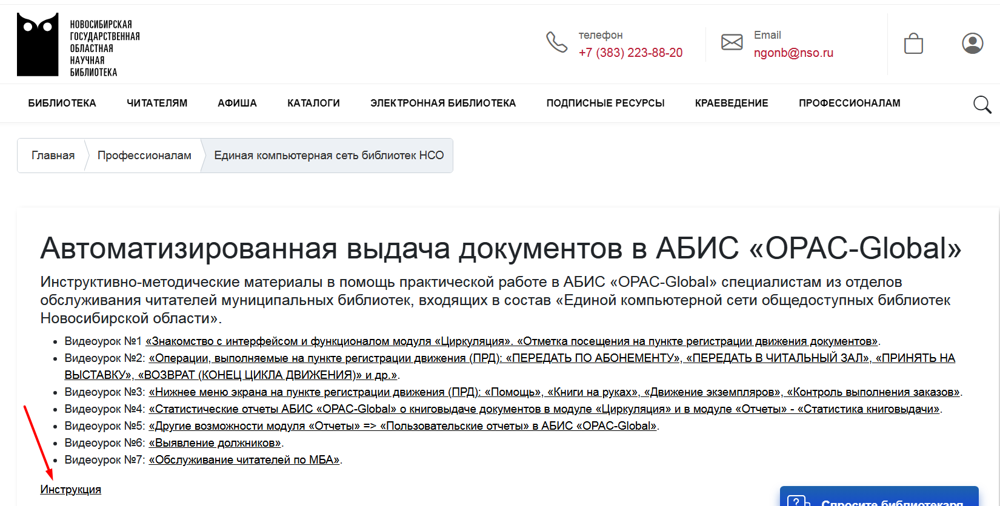 НОВОСИБИРСКАЯ
ГОСУДАРСТВЕННАЯ
ОБЛАСТНАЯ
НАУЧНАЯ
БИБЛИОТЕКА
телефон
+7 (383) 223-88-20
Email
ngonb@nso.ru
БИБЛИОТЕКА ЧИТАТЕЛЯМ АФИША КАТАЛОГИ ЭЛЕКТРОННАЯ БИБЛИОТЕКА ПОДПИСНЫЕ РЕСУРСЫ КРАЕВЕДЕНИЕ ПРОФЕССИОНАЛАМ
Главная Профессионалам Единая компьютерная сеть библиотек НСО
Автоматизированная выдача документов в АБИС «OPAC-Global»
Инструктивно-методические материалы в помощь практической работе в АБИС «OPAC-Global» специалистам из отделов
обслуживания читателей муниципальных библиотек, входящих в состав «Единой компьютерной сети общедоступных библиотек
Новосибирской области».
• Видеоурок №1 «Знакомство с интерфейсом и функционалом модуля «Циркуляция». «Отметка посещения на пункте регистрации движения документов».
• Видеоурок №2: «Операции, выполняемые на пункте регистрации движения (ПРД): «ПЕРЕДАТЬ ПО АБОНЕМЕНТУ», «ПЕРЕДАТЬ В ЧИТАЛЬНЫЙ ЗАЛ», «ПРИНЯТЬ НА
ВЫСТАВКУ», «ВОЗВРАТ (КОНЕЦ ЦИКЛА ДВИЖЕНИЯ)» и др.».
• Видеоурок №3: «Нижнее меню экрана на пункте регистрации движения (ПРД): «Помощь», «Книги на руках», «Движение экземпляров», «Контроль выполнения заказов».
• Видеоурок №4: «Статистические отчеты АБИС «OPAC-Global» о книговыдаче документов в модуле «Циркуляция» и в модуле «Отчеты» - «Статистика книговыдачи».
• Видеоурок №5: «Другие возможности модуля «Отчеты» => «Пользовательские отчеты» в АБИС «OPAC-Global».
• Видеоурок №6: «Выявление должников».
• Видеоурок №7: «Обслуживание читателей по МБА».
Инструкция
Спросите библиотекаря